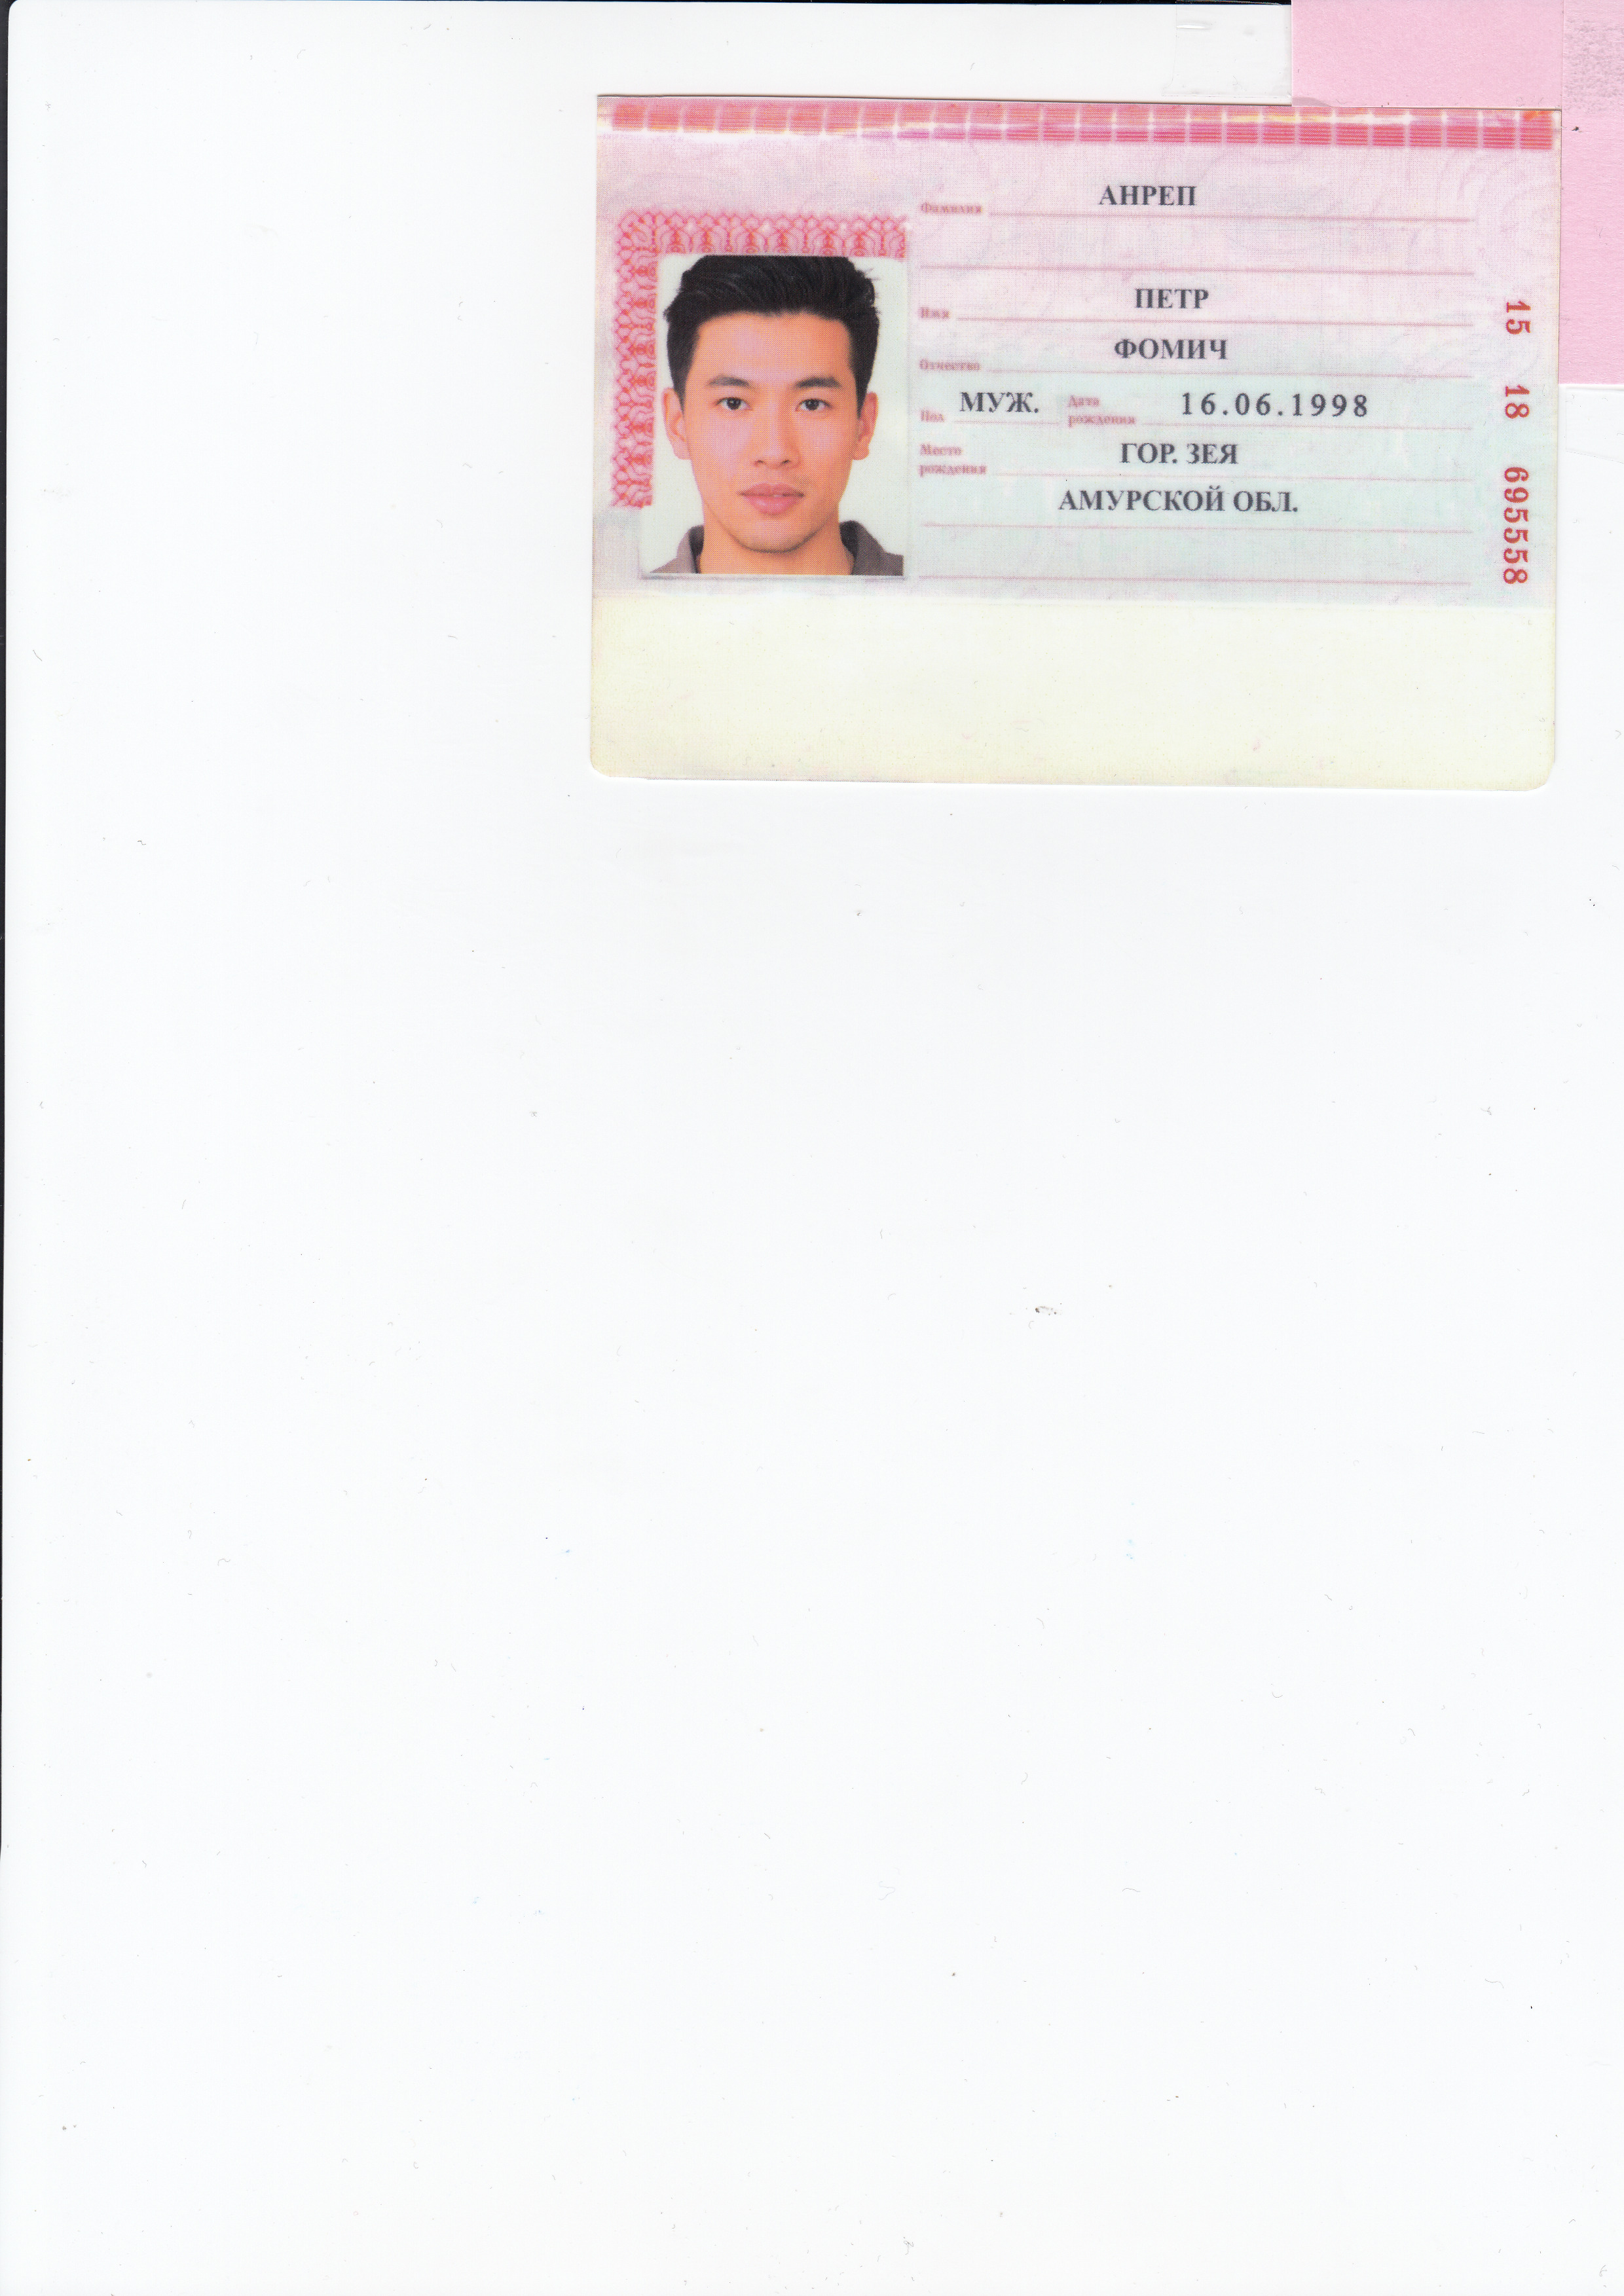 Фамилия АНРЕП
Имя ПЕТР
Отчество ФОМИЧ
Пол МУЖ. Дата рождения 16.06.1998
Место рождения ГОР. ЗЕЯ
АМУРСКОЙ ОБЛ.
15 18 695558